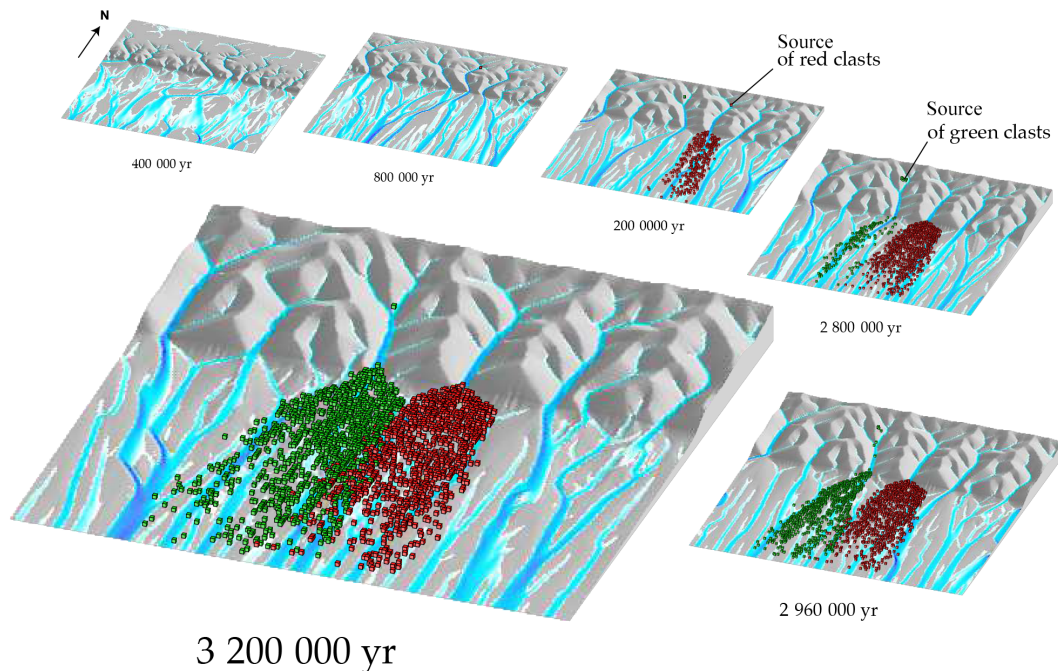 N
400 000 yr
800 000 yr
Source
of red clasts
200 0000 yr
Source
of green clasts
2 800 000 yr
2 960 000 yr
3 200 000 yr